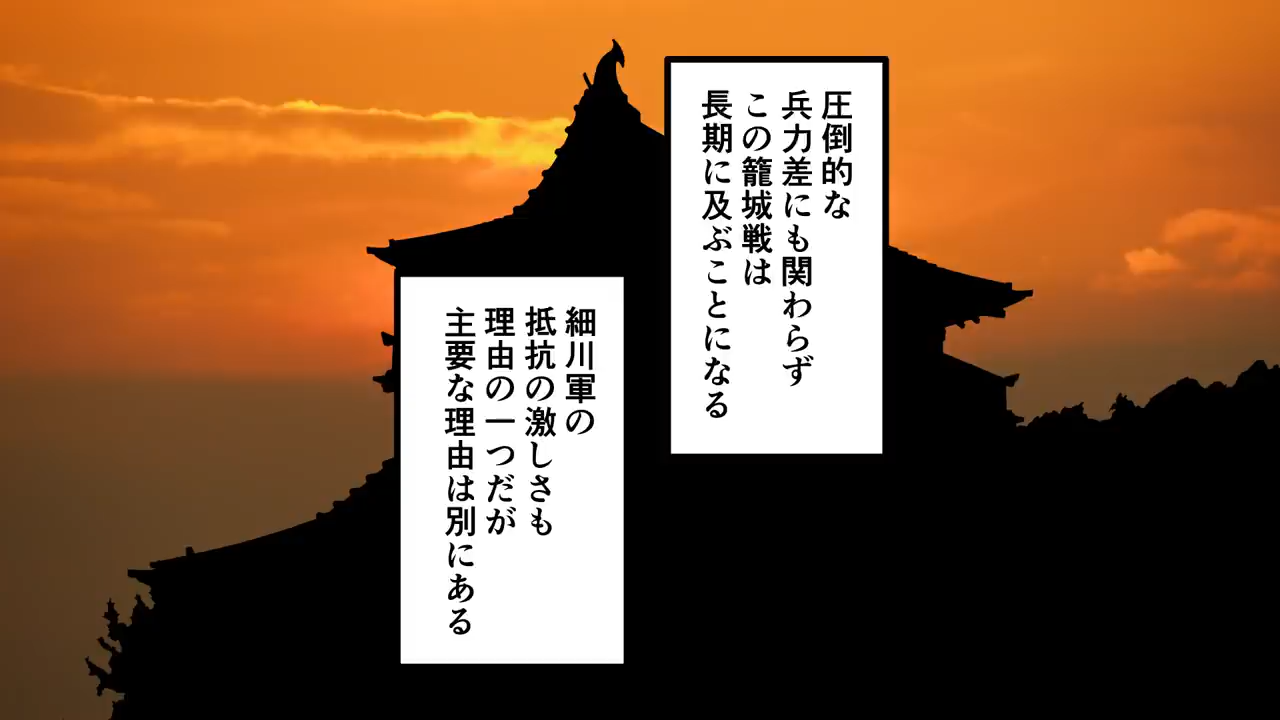 圧倒的な
兵力差にも関わらず
この籠城戦は
長期に及ぶことになる
細川軍の
抵抗の激しさも
理由の一つだが
主要な理由は別にある